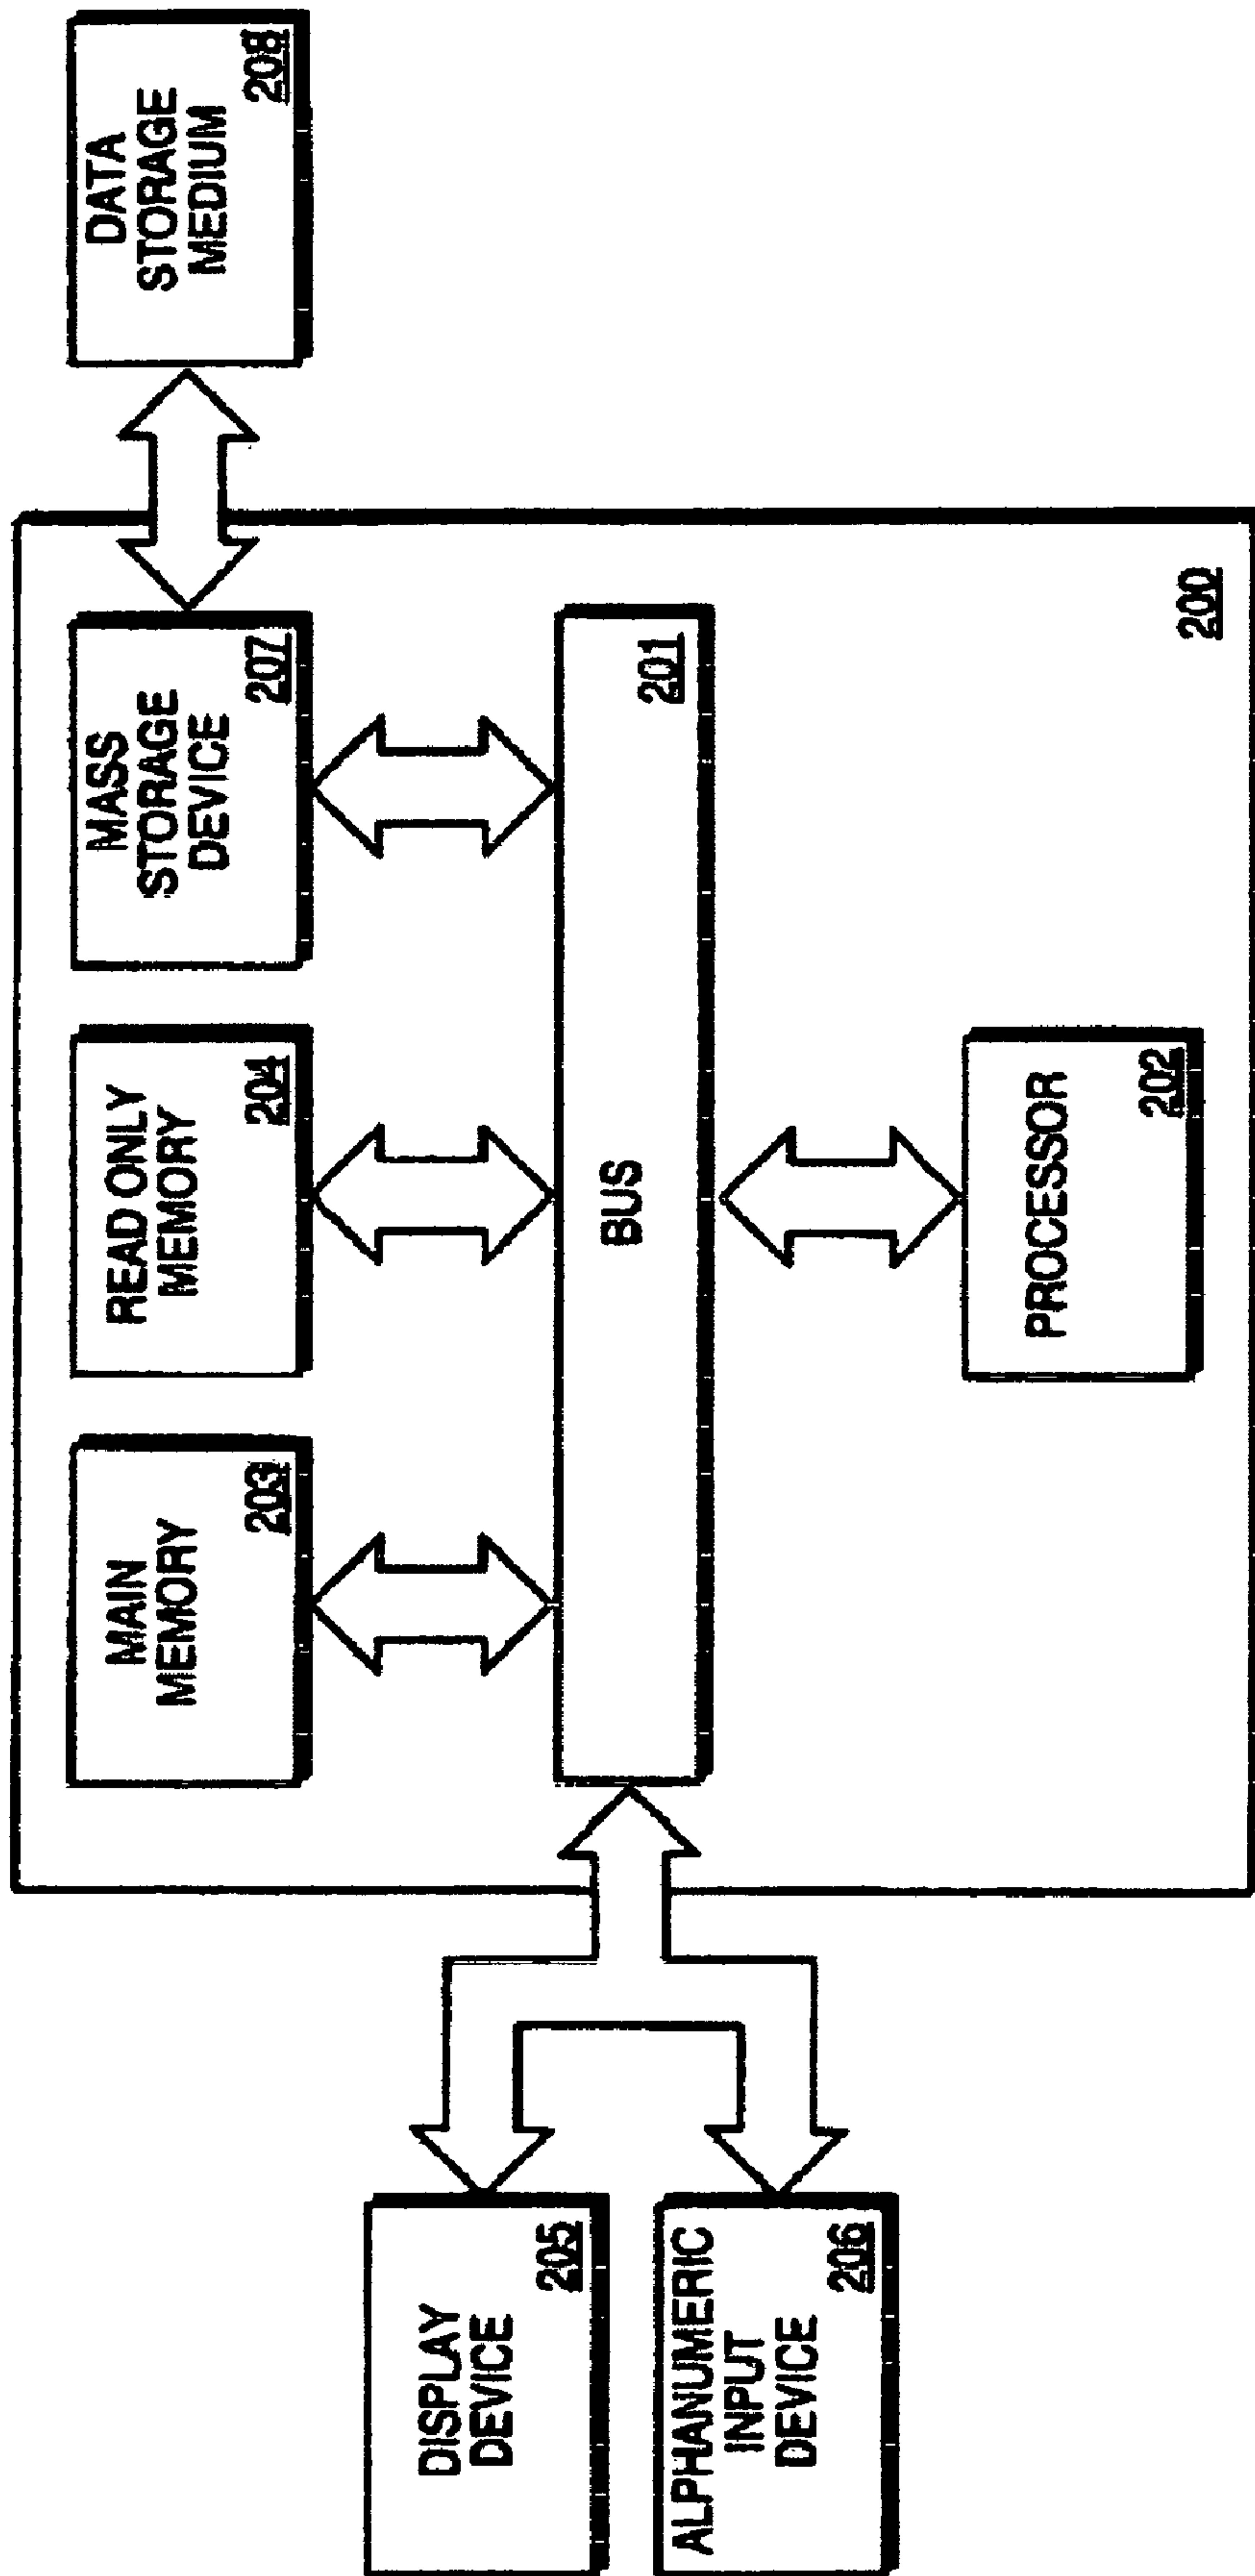 MAIN
MEMORY
203
READ ONLY
MEMORY
204
MASS
STORAGE
DEVICE
207
DATA
STORAGE
MEDIUM
208
DISPLAY
DEVICE
205
BUS
201
ALPHANUMERIC
INPUT
DEVICE
206
PROCESSOR
202
200